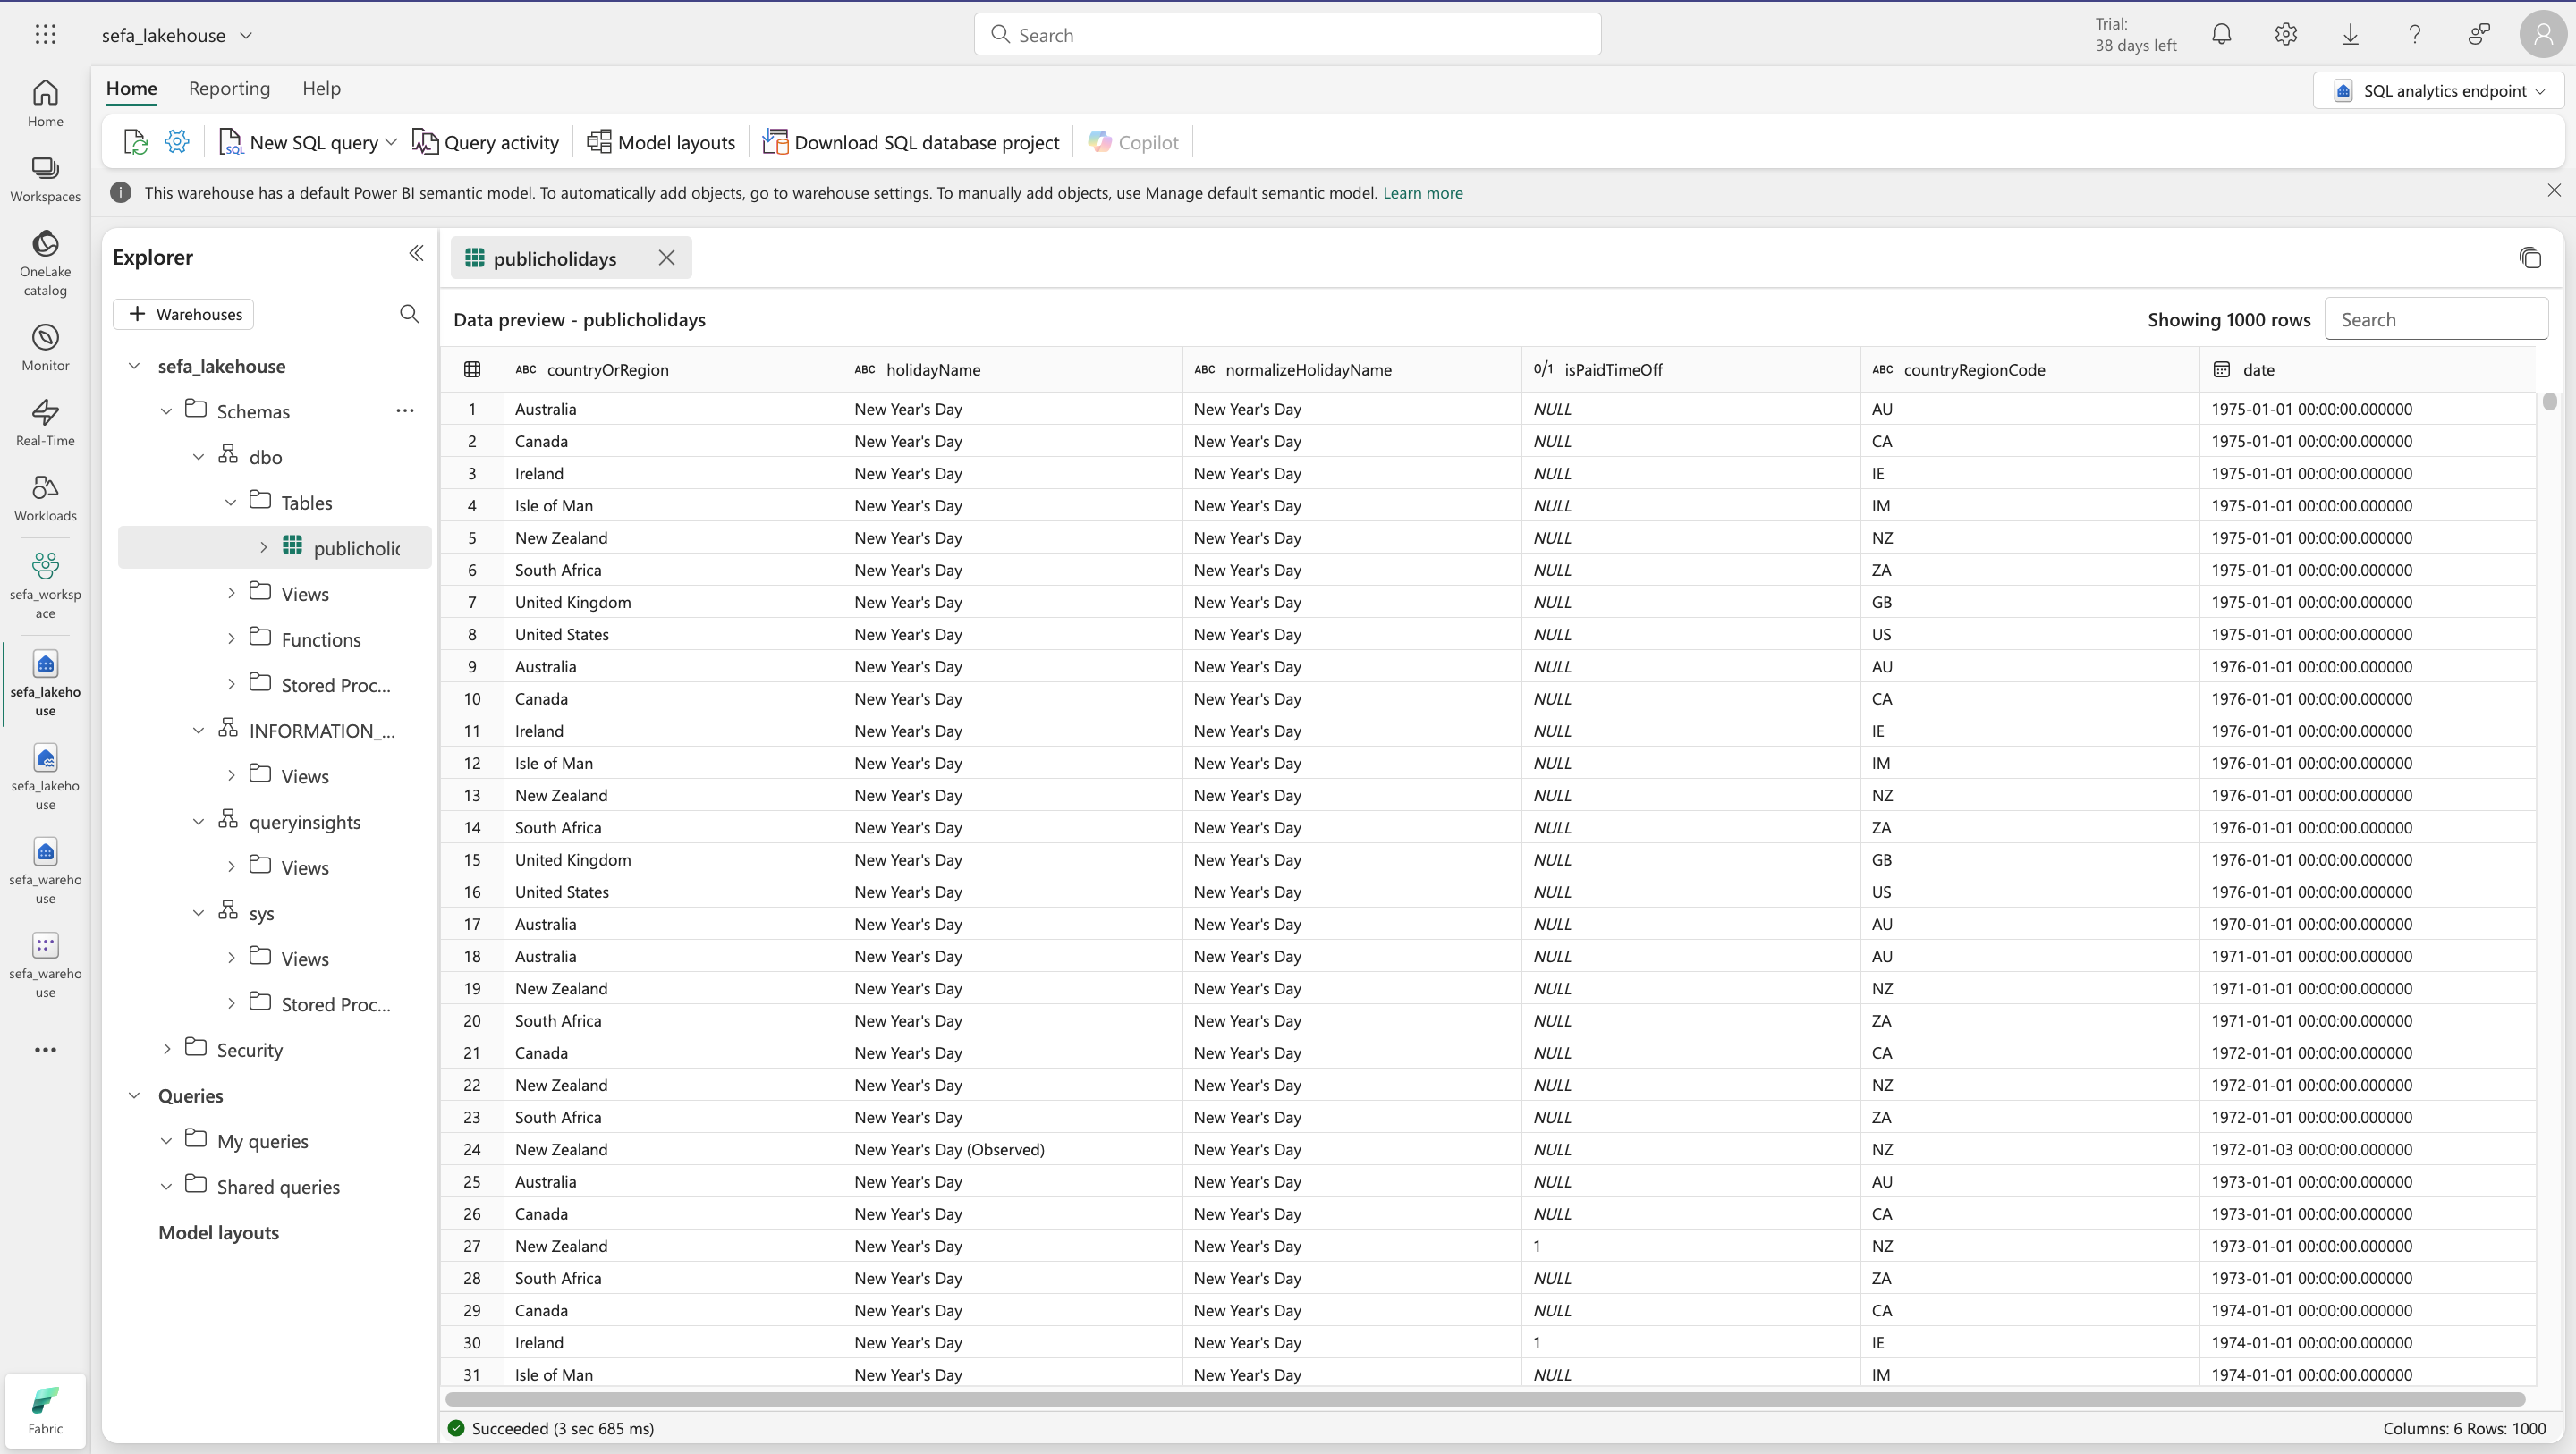 sefa_lakehouse
Search
Trial:
38 days left
Home
Reporting
Help
SQL analytics endpoint
New SQL query
Query activity
Model layouts
Download SQL database project
Copilot
This warehouse has a default Power BI semantic model. To automatically add objects, go to warehouse settings. To manually add objects, use Manage default semantic model. Learn more
Home
Workspaces
OneLake
catalog
Monitor
Real-Time
Workloads
sefa_worksp
ace
sefa_lakeho
use
sefa_lakeho
use
sefa_wareho
use
sefa_wareho
use
Fabric
Explorer
Warehouses
sefa_lakehouse
Schemas
dbo
Tables
publicholid
Views
Functions
Stored Proc...
INFORMATION_...
Views
queryinsights
Views
sys
Views
Stored Proc...
Security
Queries
My queries
Shared queries
Model layouts
publicholidays
Data preview - publicholidays
Showing 1000 rows
Search
ABC countryOrRegion ABC holidayName ABC normalizeHolidayName 0/1 isPaidTimeOff ABC countryRegionCode date
1 Australia New Year's Day New Year's Day NULL AU 1975-01-01 00:00:00.000000
2 Canada New Year's Day New Year's Day NULL CA 1975-01-01 00:00:00.000000
3 Ireland New Year's Day New Year's Day NULL IE 1975-01-01 00:00:00.000000
4 Isle of Man New Year's Day New Year's Day NULL IM 1975-01-01 00:00:00.000000
5 New Zealand New Year's Day New Year's Day NULL NZ 1975-01-01 00:00:00.000000
6 South Africa New Year's Day New Year's Day NULL ZA 1975-01-01 00:00:00.000000
7 United Kingdom New Year's Day New Year's Day NULL GB 1975-01-01 00:00:00.000000
8 United States New Year's Day New Year's Day NULL US 1975-01-01 00:00:00.000000
9 Australia New Year's Day New Year's Day NULL AU 1976-01-01 00:00:00.000000
10 Canada New Year's Day New Year's Day NULL CA 1976-01-01 00:00:00.000000
11 Ireland New Year's Day New Year's Day NULL IE 1976-01-01 00:00:00.000000
12 Isle of Man New Year's Day New Year's Day NULL IM 1976-01-01 00:00:00.000000
13 New Zealand New Year's Day New Year's Day NULL NZ 1976-01-01 00:00:00.000000
14 South Africa New Year's Day New Year's Day NULL ZA 1976-01-01 00:00:00.000000
15 United Kingdom New Year's Day New Year's Day NULL GB 1976-01-01 00:00:00.000000
16 United States New Year's Day New Year's Day NULL US 1976-01-01 00:00:00.000000
17 Australia New Year's Day New Year's Day NULL AU 1970-01-01 00:00:00.000000
18 Australia New Year's Day New Year's Day NULL AU 1971-01-01 00:00:00.000000
19 New Zealand New Year's Day New Year's Day NULL NZ 1971-01-01 00:00:00.000000
20 South Africa New Year's Day New Year's Day NULL ZA 1971-01-01 00:00:00.000000
21 Canada New Year's Day New Year's Day NULL CA 1972-01-01 00:00:00.000000
22 New Zealand New Year's Day New Year's Day NULL NZ 1972-01-01 00:00:00.000000
23 South Africa New Year's Day New Year's Day NULL ZA 1972-01-01 00:00:00.000000
24 New Zealand New Year's Day (Observed) New Year's Day NULL NZ 1972-01-03 00:00:00.000000
25 Australia New Year's Day New Year's Day NULL AU 1973-01-01 00:00:00.000000
26 Canada New Year's Day New Year's Day NULL CA 1973-01-01 00:00:00.000000
27 New Zealand New Year's Day New Year's Day 1 NZ 1973-01-01 00:00:00.000000
28 South Africa New Year's Day New Year's Day NULL ZA 1973-01-01 00:00:00.000000
29 Canada New Year's Day New Year's Day NULL CA 1974-01-01 00:00:00.000000
30 Ireland New Year's Day New Year's Day 1 IE 1974-01-01 00:00:00.000000
31 Isle of Man New Year's Day New Year's Day NULL IM 1974-01-01 00:00:00.000000
Succeeded (3 sec 685 ms)
Columns: 6 Rows: 1000